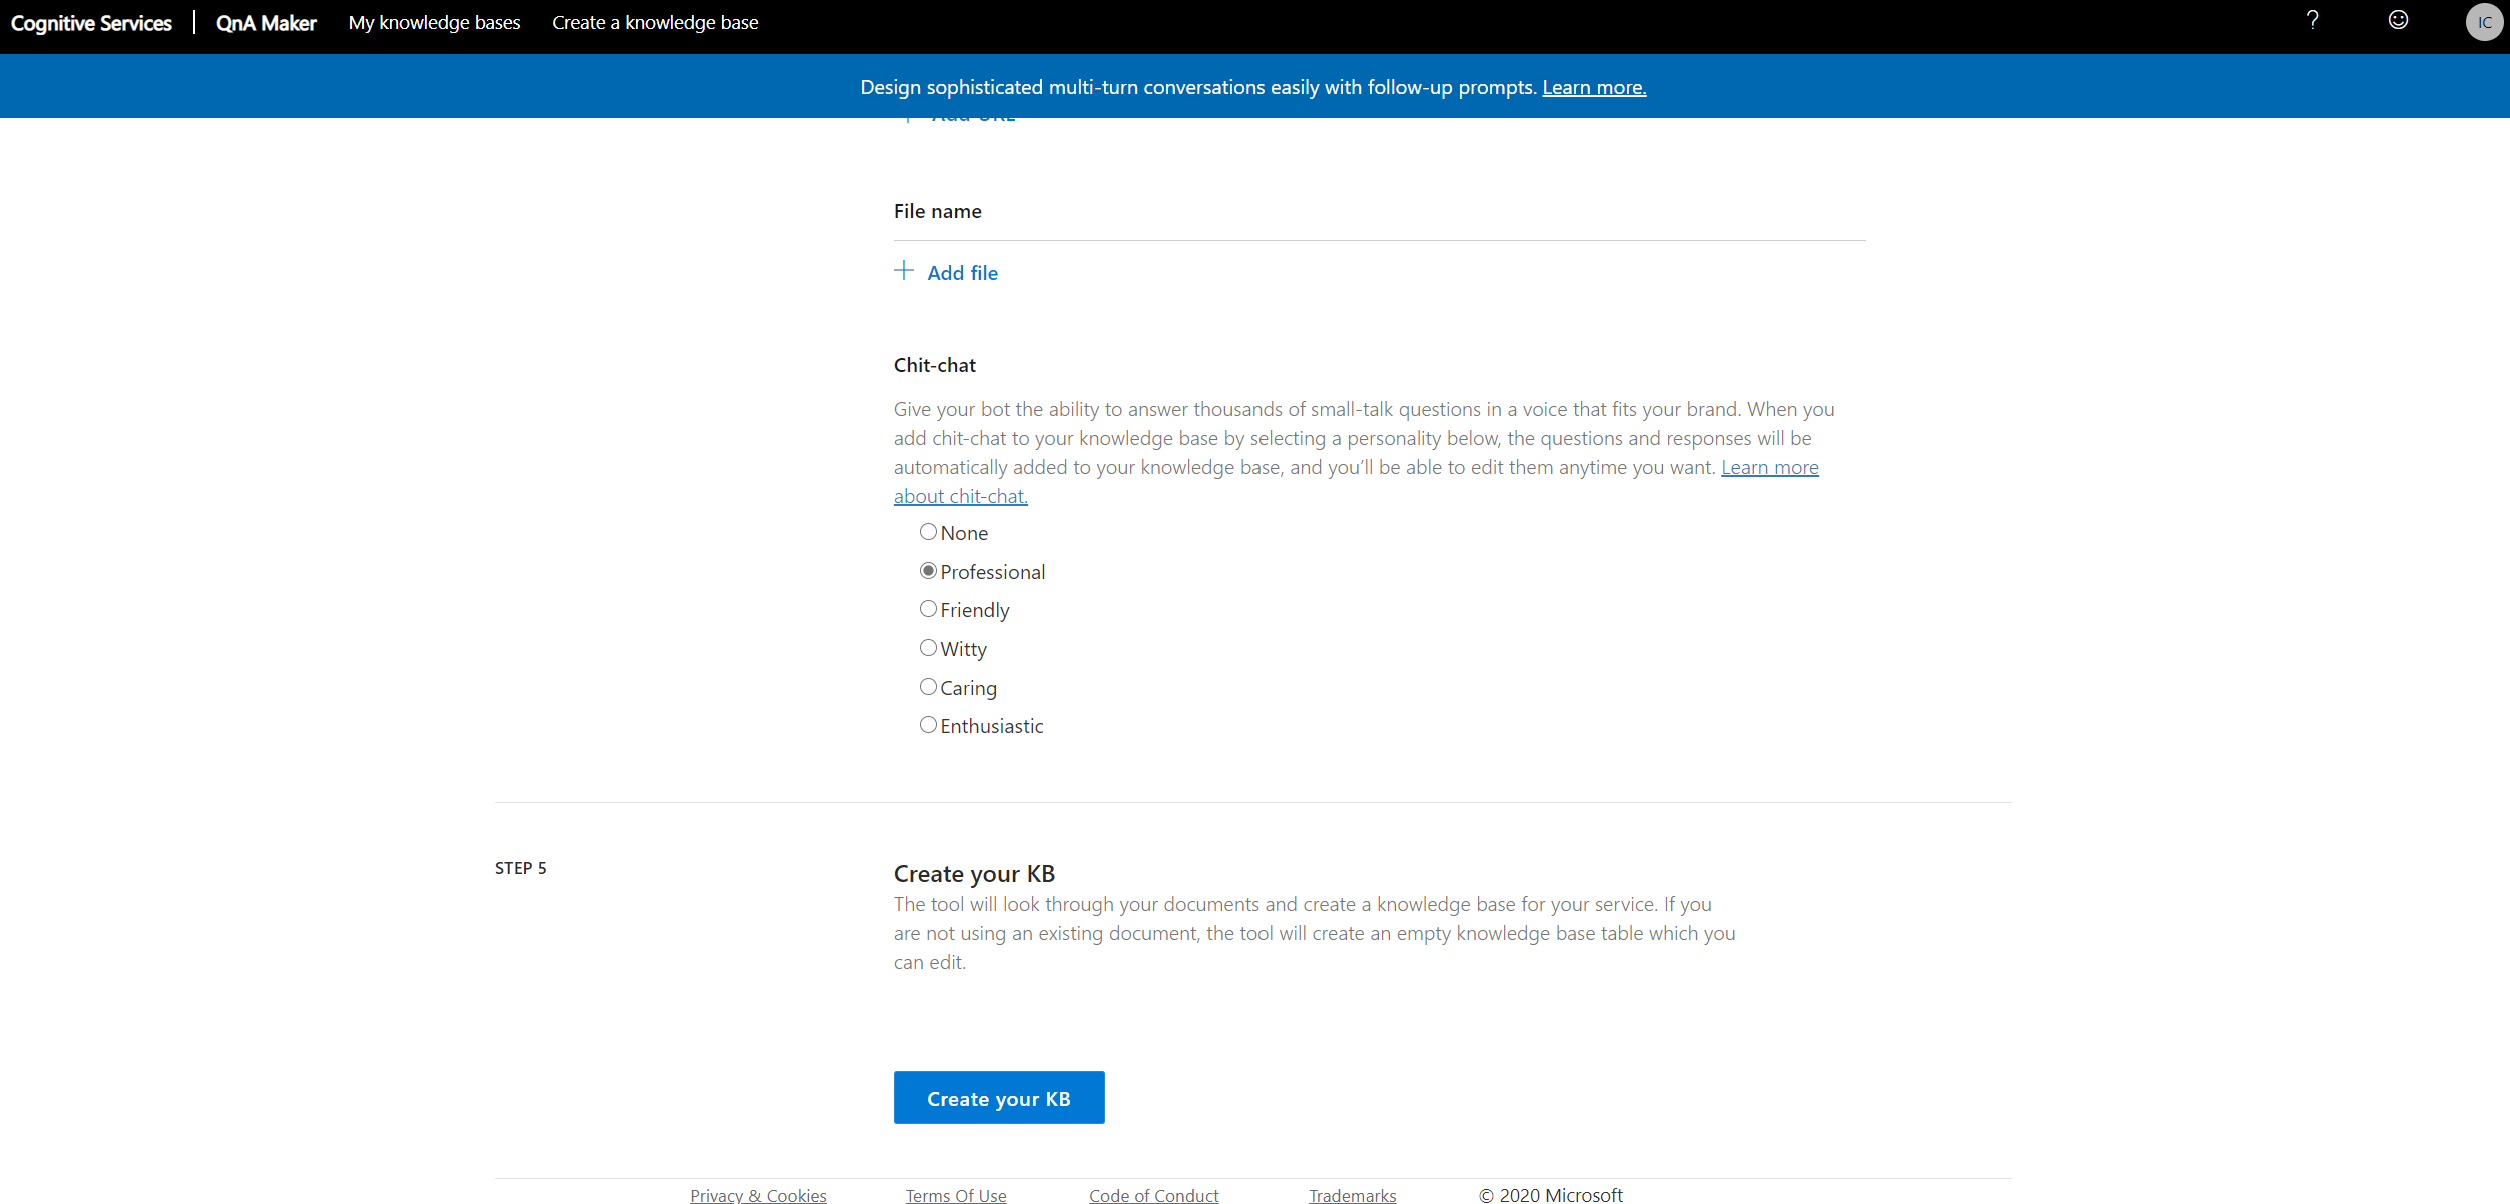 Cognitive Services | QnA Maker My knowledge bases Create a knowledge base ? IC
Design sophisticated multi-turn conversations easily with follow-up prompts. Learn more.
Add URL
File name
Add file
Chit-chat
Give your bot the ability to answer thousands of small-talk questions in a voice that fits your brand. When you
add chit-chat to your knowledge base by selecting a personality below, the questions and responses will be
automatically added to your knowledge base, and you'll be able to edit them anytime you want. Learn more
about chit-chat.
None
Professional
Friendly
Witty
Caring
Enthusiastic
STEP 5
Create your KB
The tool will look through your documents and create a knowledge base for your service. If you
are not using an existing document, the tool will create an empty knowledge base table which you
can edit.
Create your KB
Privacy & Cookies Terms Of Use Code of Conduct Trademarks © 2020 Microsoft